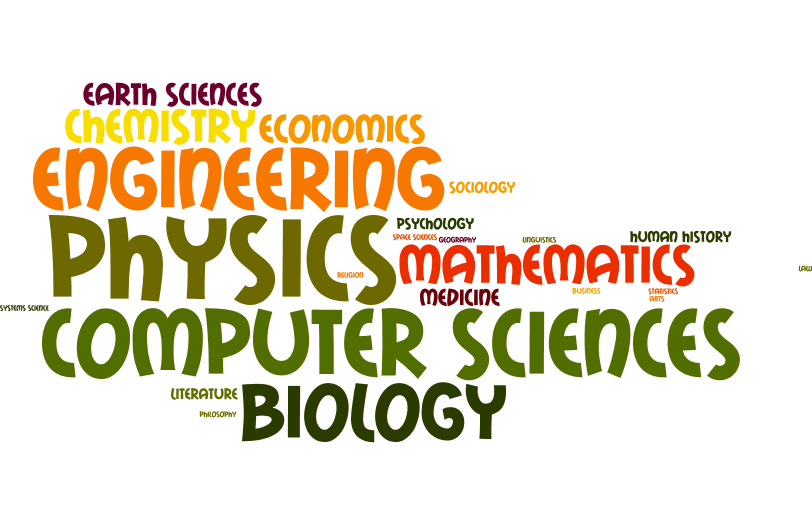 EARTH SCIENCES
CHEMISTRY ECONOMICS
ENGINEERING
SOCIOLOGY
PHYSICS
PSYCHOLOGY
SPACE SCIENCES GEOGRAPHY
LINGUISTICS
HUMAN HISTORY
RELIGION
MATHEMATICS
LAW
MEDICINE
BUSINESS
STATISTICS
ARTS
SYSTEMS SCIENCE
COMPUTER SCIENCES
LITERATURE
PHILOSOPHY
BIOLOGY